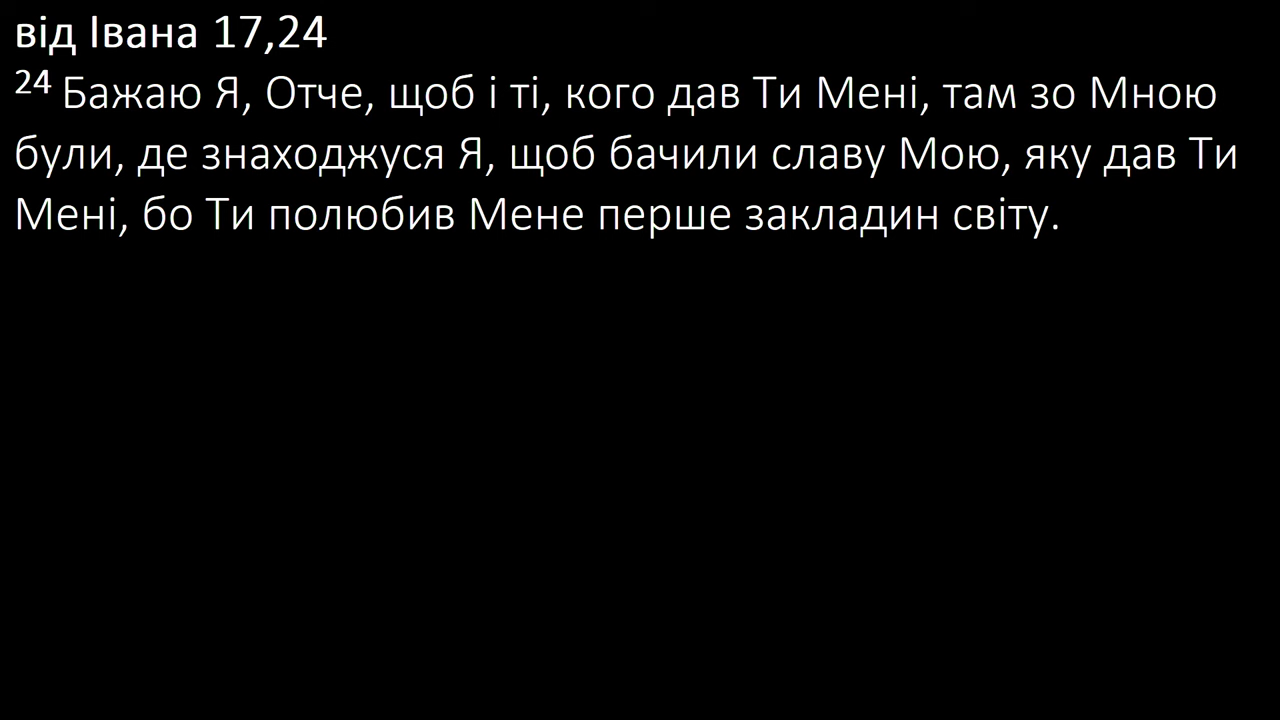 від Івана 17,24
24 Бажаю Я, Отче, щоб і ті, кого дав Ти Мені, там зо Мною
були, де знаходжуся Я, щоб бачили славу Мою, яку дав Ти
Мені, бо Ти полюбив Мене перше закладин світу.